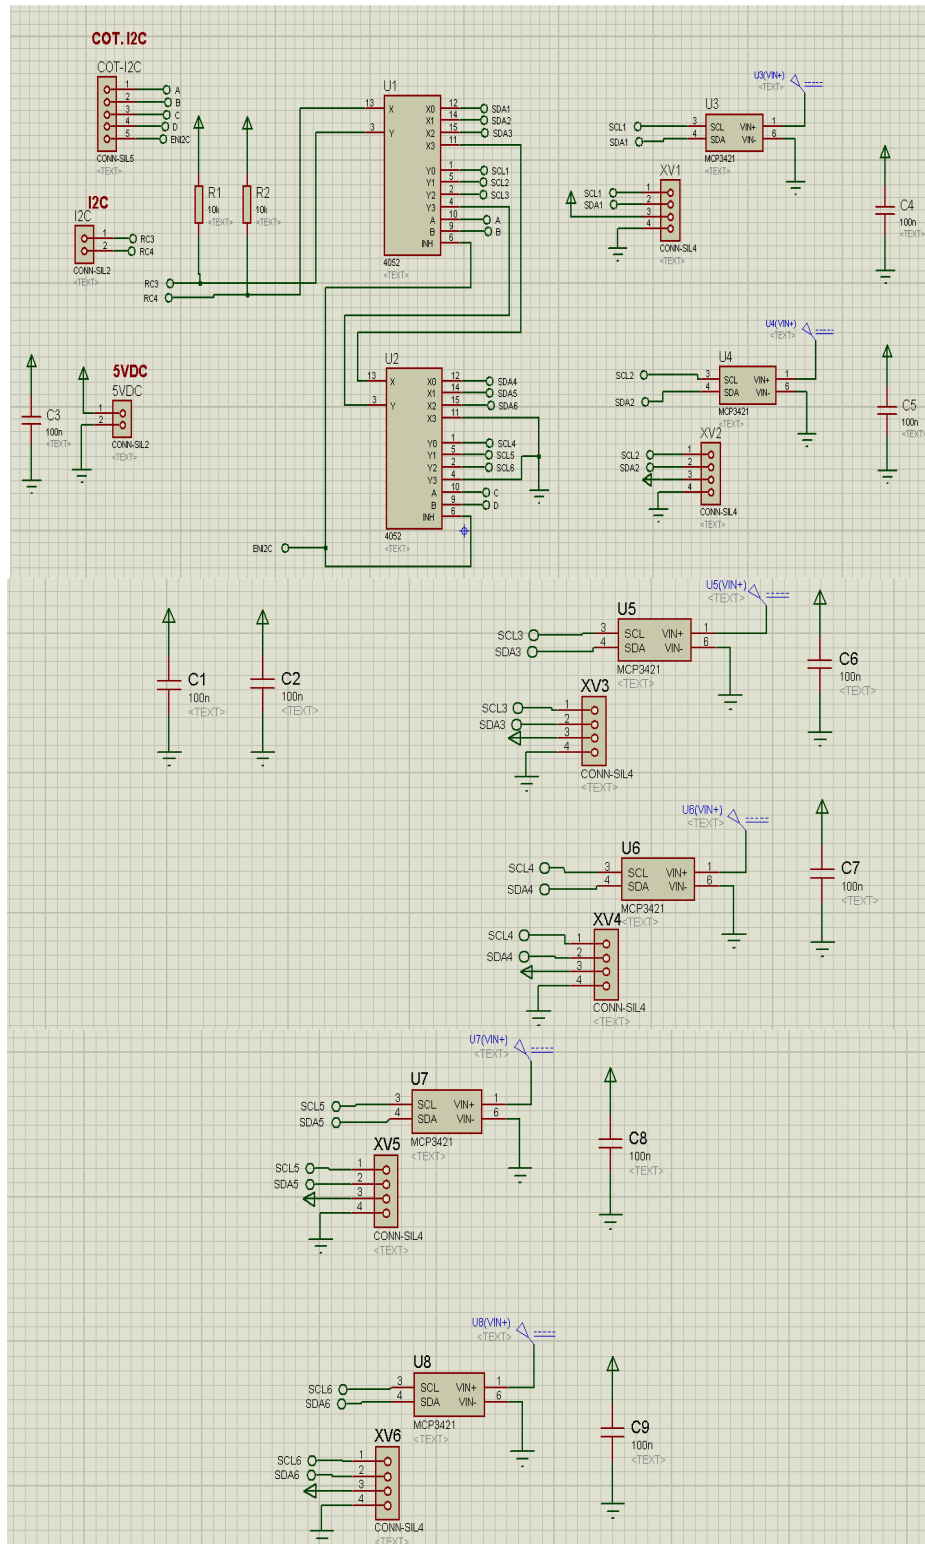 COT. I2C
COT-I2C
1 A
2 B
3 C
4 D
5 ENI2C
CONN-SIL5
<TEXT>
I2C
I2C
1 RC3
2 RC4
CONN-SIL2
<TEXT>
R1
10k
<TEXT>
R2
10k
<TEXT>
RC3
RC4
U1
13 X X0 12 SDA1
X1 14 SDA2
3 Y X2 15 SDA3
X3 11
Y0 1 SCL1
Y1 5 SCL2
Y2 2 SCL3
Y3 4
A 10 A
B 9 B
INH 6
4052
<TEXT>
U3(VIN+)
<TEXT>
U3
SCL1 3 SCL VIN+ 1
SDA1 4 SDA VIN- 6
MCP3421
<TEXT>
XV1
SCL1 1
SDA1 2
3
4
CONN-SIL4
<TEXT>
C4
100n
<TEXT>
C3
100n
<TEXT>
5VDC
5VDC
1
2
CONN-SIL2
<TEXT>
U2
13 X X0 12 SDA4
X1 14 SDA5
3 Y X2 15 SDA6
X3 11
Y0 1 SCL4
Y1 5 SCL5
Y2 2 SCL6
Y3 4
A 10 C
B 9 D
INH 6
4052
<TEXT>
ENI2C
U4(VIN+)
<TEXT>
U4
SCL2 3 SCL VIN+ 1
SDA2 4 SDA VIN- 6
MCP3421
<TEXT>
XV2
SCL2 1
SDA2 2
3
4
CONN-SIL4
<TEXT>
C5
100n
<TEXT>
C1
100n
<TEXT>
C2
100n
<TEXT>
U5(VIN+)
<TEXT>
U5
SCL3 3 SCL VIN+ 1
SDA3 4 SDA VIN- 6
MCP3421
<TEXT>
XV3
SCL3 1
SDA3 2
3
4
CONN-SIL4
<TEXT>
C6
100n
<TEXT>
U6(VIN+)
<TEXT>
U6
SCL4 3 SCL VIN+ 1
SDA4 4 SDA VIN- 6
MCP3421
<TEXT>
XV4
SCL4 1
SDA4 2
3
4
CONN-SIL4
<TEXT>
C7
100n
<TEXT>
U7(VIN+)
<TEXT>
U7
SCL5 3 SCL VIN+ 1
SDA5 4 SDA VIN- 6
MCP3421
<TEXT>
XV5
SCL5 1
SDA5 2
3
4
CONN-SIL4
<TEXT>
C8
100n
<TEXT>
U8(VIN+)
<TEXT>
U8
SCL6 3 SCL VIN+ 1
SDA6 4 SDA VIN- 6
MCP3421
<TEXT>
XV6
SCL6 1
SDA6 2
3
4
CONN-SIL4
<TEXT>
C9
100n
<TEXT>